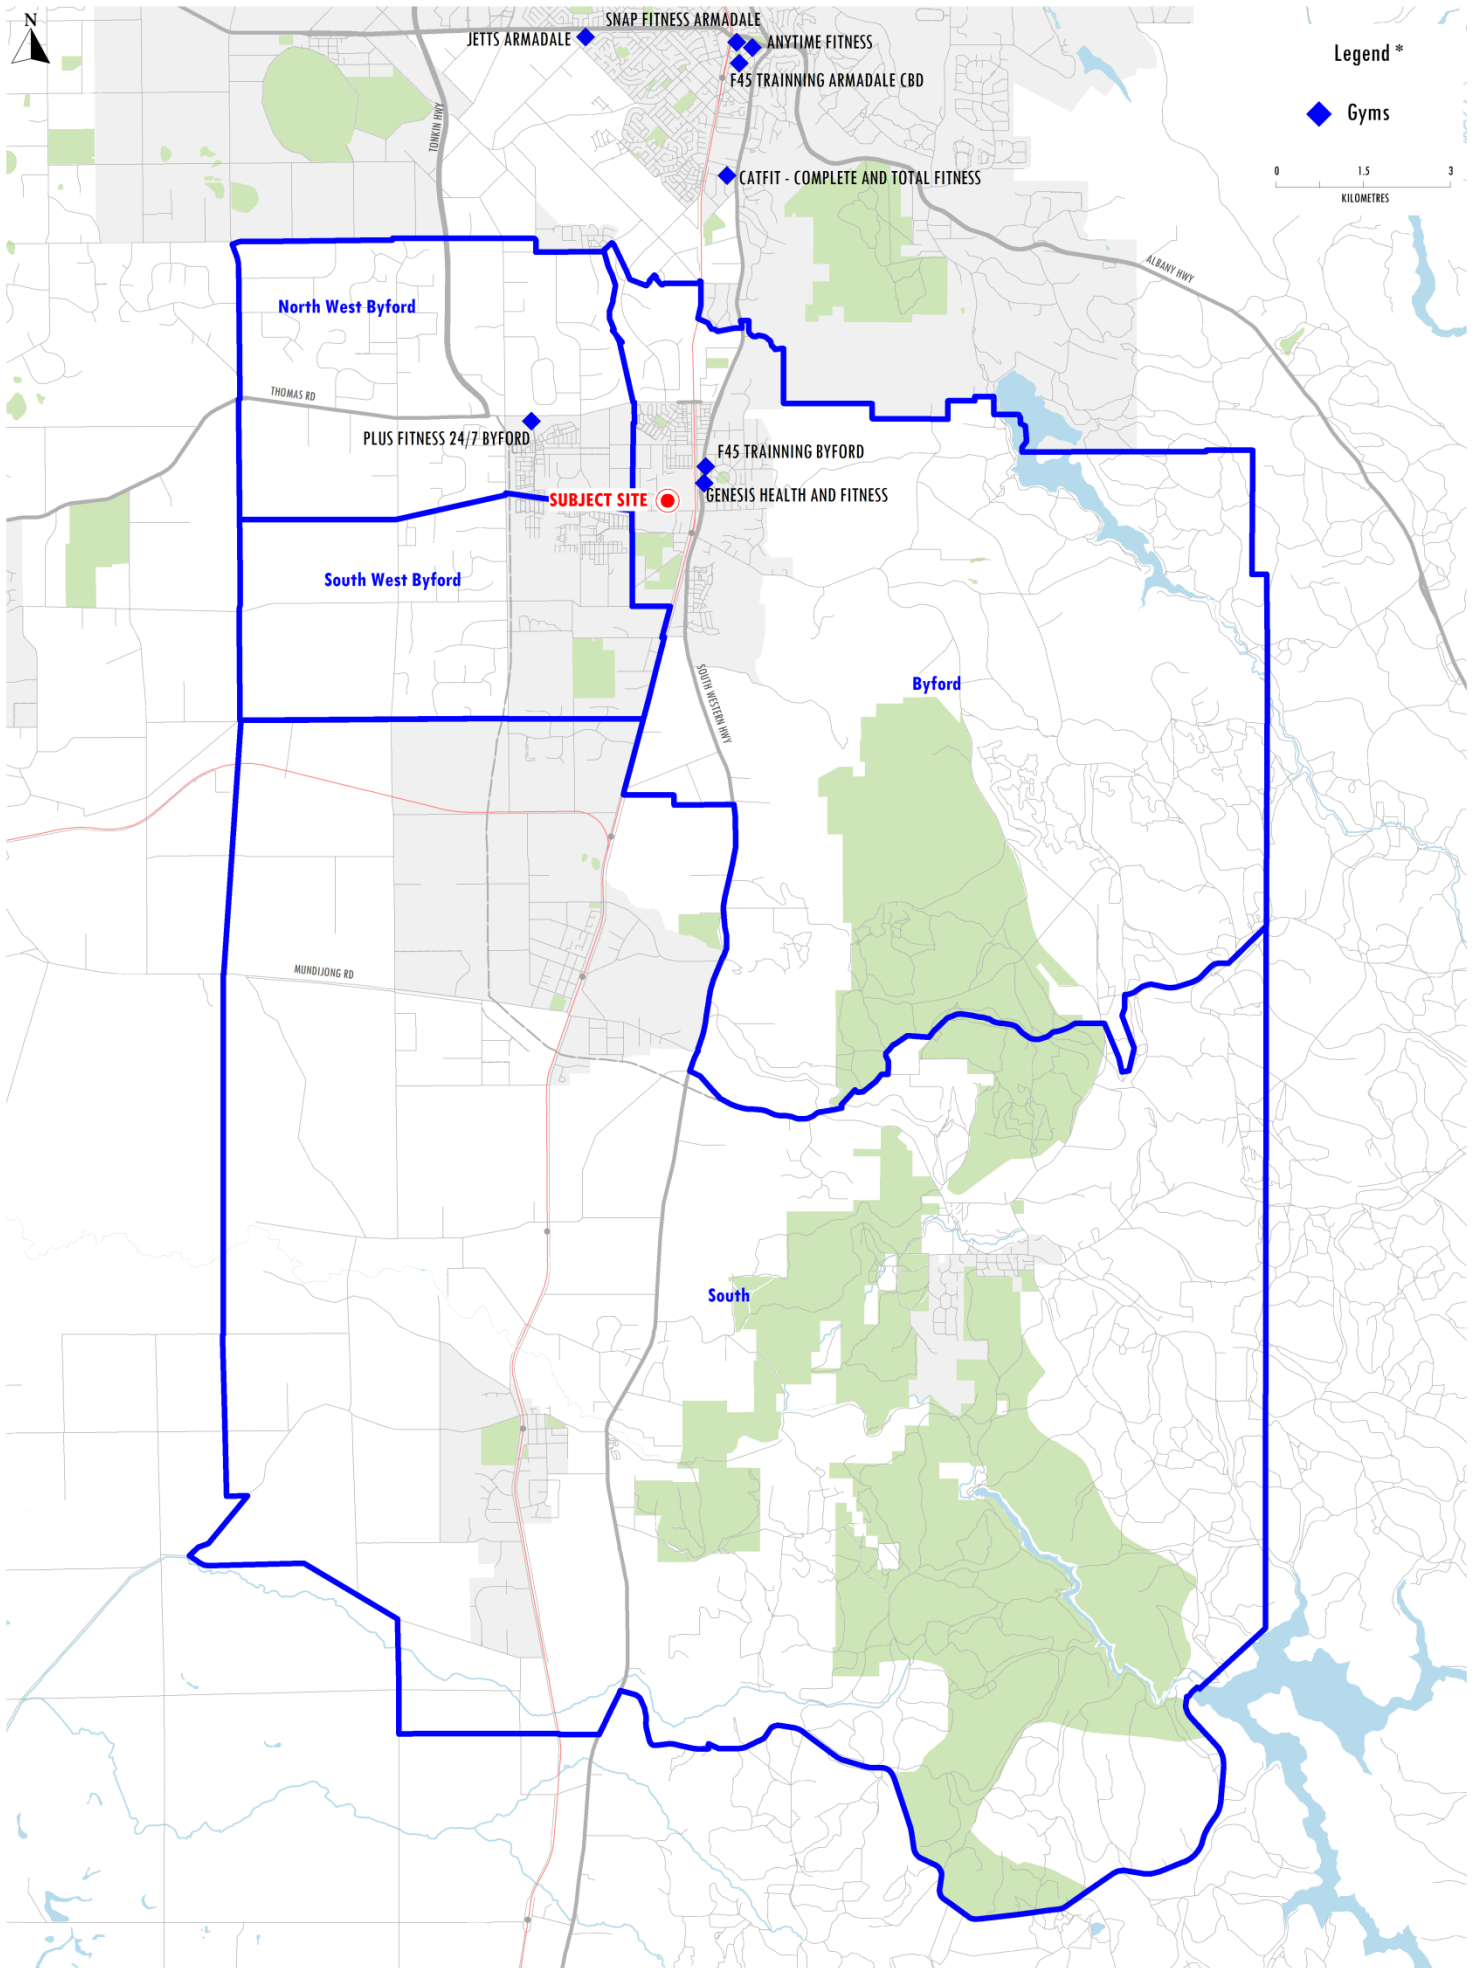 N
SNAP FITNESS ARMADALE
JETTS ARMADALE
ANYTIME FITNESS
F45 TRAINNING ARMADALE CBD
Legend *
Gyms
0 1.5 3
KILOMETRES
TONKIN HWY
CATFIT - COMPLETE AND TOTAL FITNESS
ALBANY HWY
North West Byford
THOMAS RD
PLUS FITNESS 24/7 BYFORD
F45 TRAINNING BYFORD
GENESIS HEALTH AND FITNESS
SUBJECT SITE
South West Byford
SOUTH WESTERN HWY
Byford
MUNDIJONG RD
South